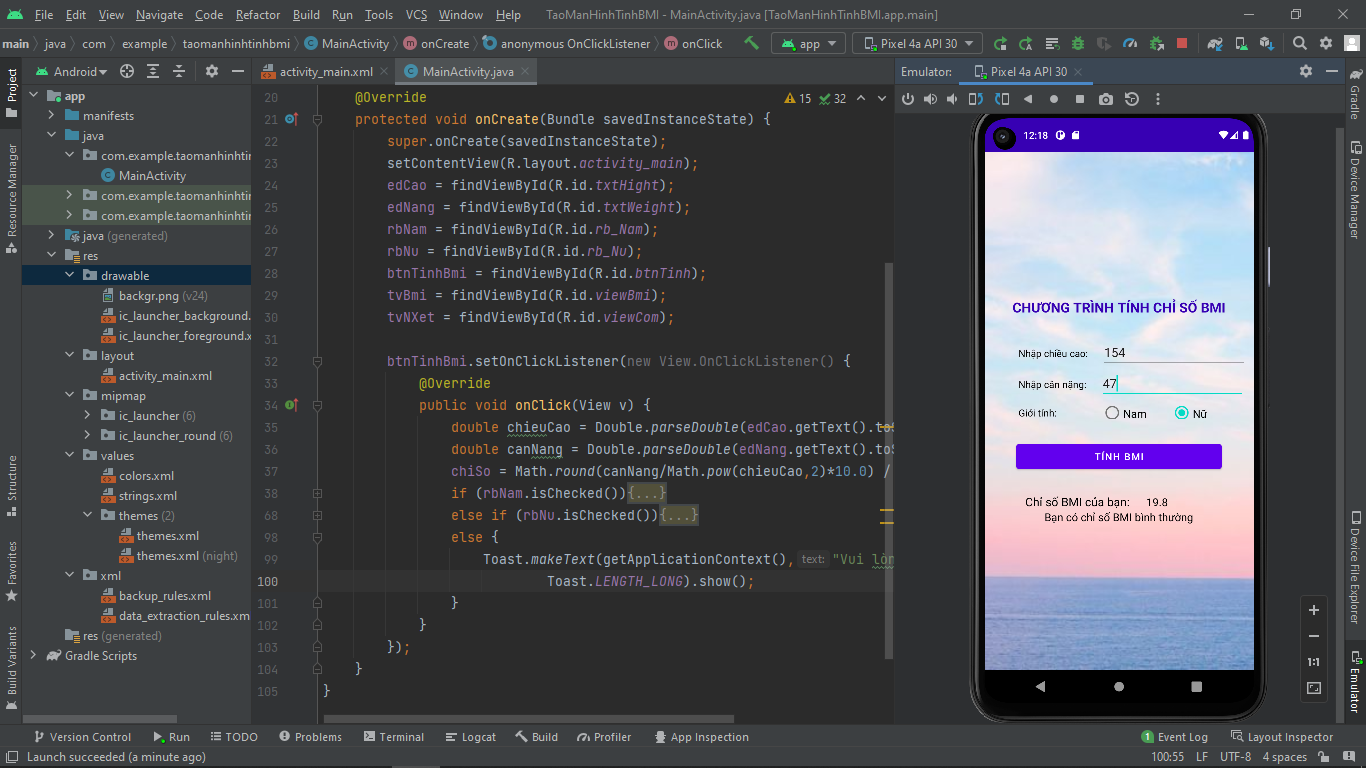 File Edit View Navigate Code Refactor Build Run Tools VCS Window Help TaoManHinhTinhBMI - MainActivity.java [TaoManHinhTinhBMI.app.main]
main java com example taomanhinhtinhbmi MainActivity onCreate anonymous OnClickListener onClick app Pixel 4a API 30
Android
activity_main.xml MainActivity.java
Emulator: Pixel 4a API 30
Project
Resource Manager
Structure
Favorites
Build Variants
app
manifests
java
com.example.taomanhinhtin
MainActivity
com.example.taomanhinhtin
com.example.taomanhinhtin
java (generated)
res
drawable
backgr.png (v24)
ic_launcher_background.
ic_launcher_foreground.x
layout
activity_main.xml
mipmap
ic_launcher (6)
ic_launcher_round (6)
values
colors.xml
strings.xml
themes (2)
themes.xml
themes.xml (night)
xml
backup_rules.xml
data_extraction_rules.xm
res (generated)
Gradle Scripts
15 32
20 @Override
21 protected void onCreate(Bundle savedInstanceState) {
22 super.onCreate(savedInstanceState);
23 setContentView(R.layout.activity_main);
24 edCao = findViewById(R.id.txtHight);
25 edNang = findViewById(R.id.txtWeight);
26 rbNam = findViewById(R.id.rb_Nam);
27 rbNu = findViewById(R.id.rb_Nu);
28 btnTinhBmi = findViewById(R.id.btnTinh);
29 tvBmi = findViewById(R.id.viewBmi);
30 tvNXet = findViewById(R.id.viewCom);
31
32 btnTinhBmi.setOnClickListener(new View.OnClickListener() {
33 @Override
34 public void onClick(View v) {
35 double chieuCao = Double.parseDouble(edCao.getText().toS
36 double canNang = Double.parseDouble(edNang.getText().toS
37 chiSo = Math.round(canNang/Math.pow(chieuCao,2)*10.0) /
38 if (rbNam.isChecked()){...}
68 else if (rbNu.isChecked()){...}
98 else {
99 Toast.makeText(getApplicationContext(), text: "Vui lòn
100 Toast.LENGTH_LONG).show();
101 }
102 }
103 });
104 }
105 }
12:18
CHƯƠNG TRÌNH TÍNH CHỈ SỐ BMI
Nhập chiều cao: 154
Nhập cân nặng: 47
Giới tính: Nam Nữ
TÍNH BMI
Chỉ số BMI của bạn: 19.8
Bạn có chỉ số BMI bình thường
1:1
Gradle
Device Manager
Device File Explorer
Emulator
Version Control Run TODO Problems Terminal Logcat Build Profiler App Inspection 1 Event Log Layout Inspector
Launch succeeded (a minute ago) 100:55 LF UTF-8 4 spaces